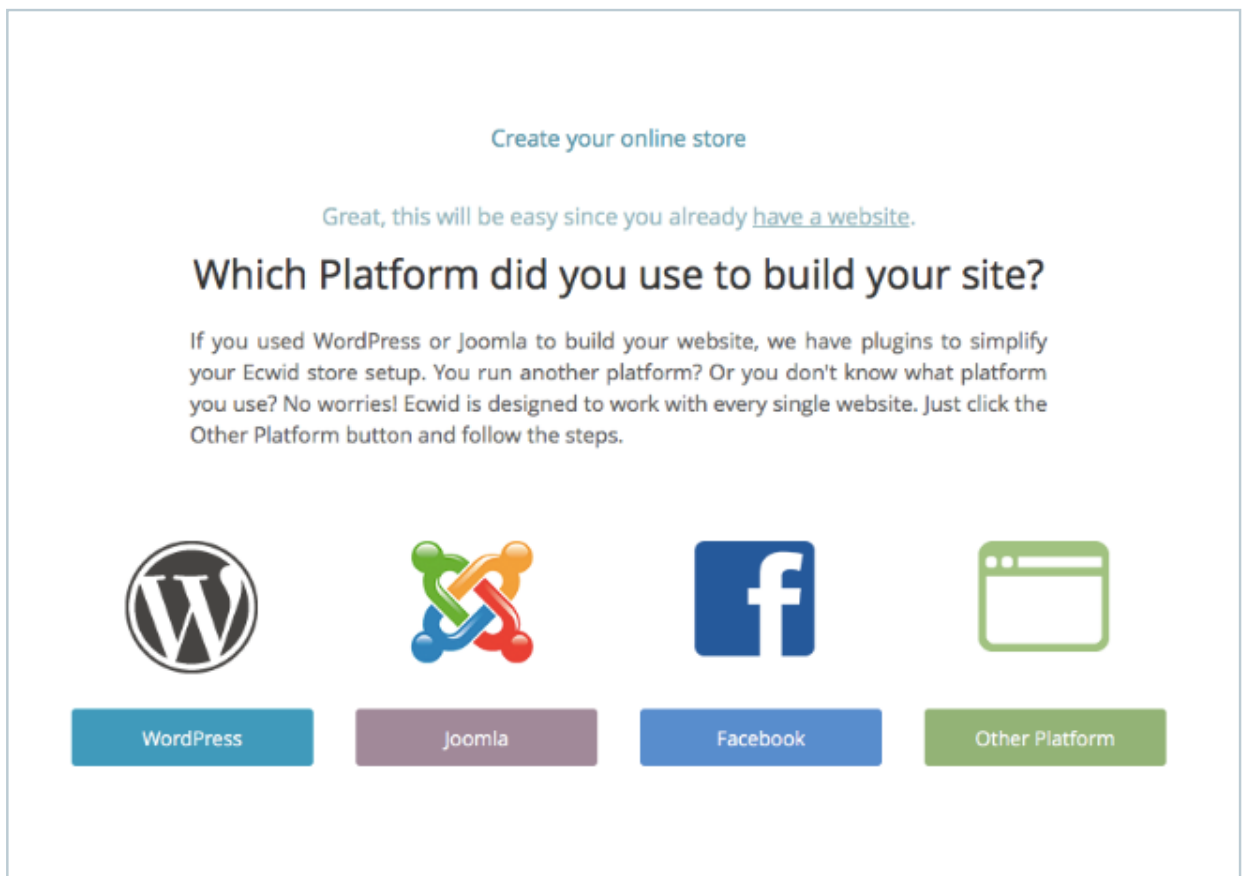 Create your online store
Great, this will be easy since you already have a website.
Which Platform did you use to build your site?
If you used WordPress or Joomla to build your website, we have plugins to simplify
your Ecwid store setup. You run another platform? Or you don't know what platform
you use? No worries! Ecwid is designed to work with every single website. Just click the
Other Platform button and follow the steps.
WordPress
Joomla
Facebook
Other Platform